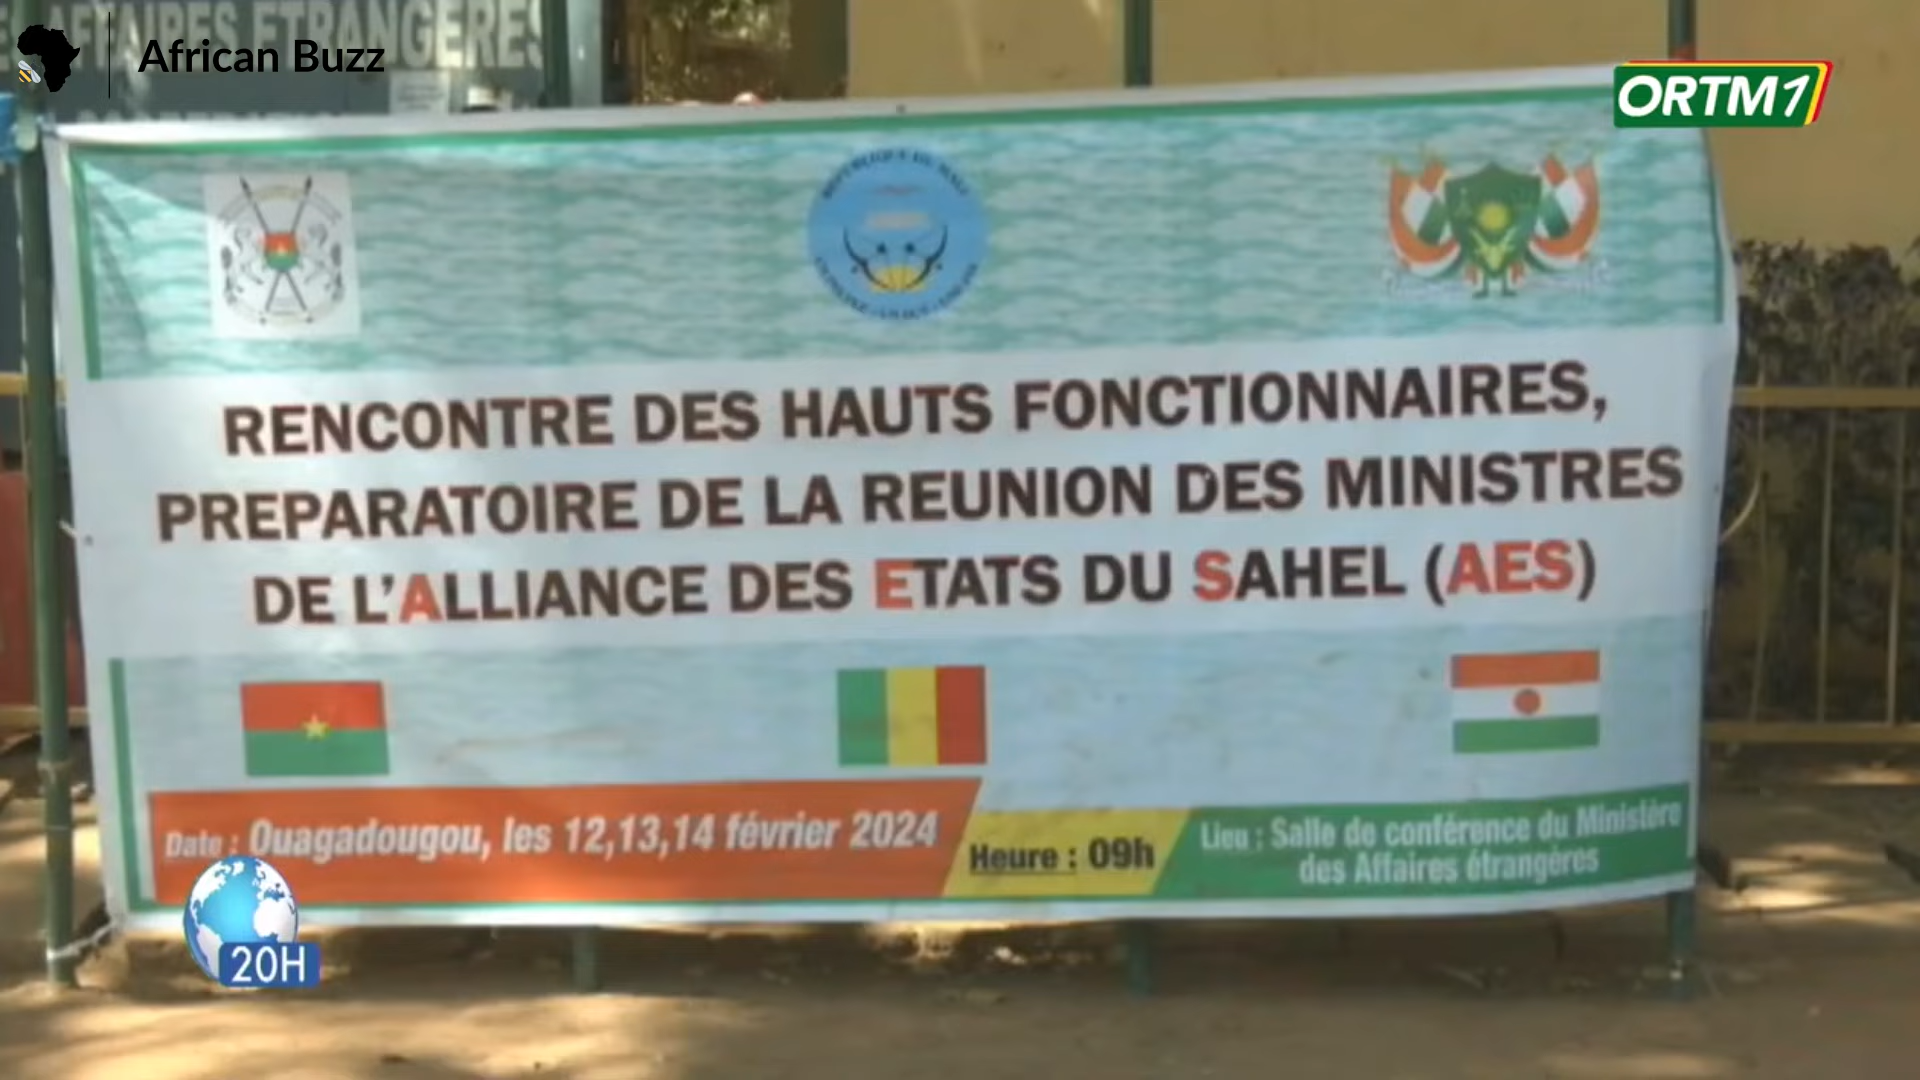 AFFAIRES ETRANGERES
African Buzz
ORTM1
RENCONTRE DES HAUTS FONCTIONNAIRES,
PREPARATOIRE DE LA REUNION DES MINISTRES
DE L'ALLIANCE DES ETATS DU SAHEL (AES)
Date : Ouagadougou, les 12,13,14 février 2024
Heure : 09h
Lieu : Salle de conférence du Ministère
des Affaires étrangères
20H